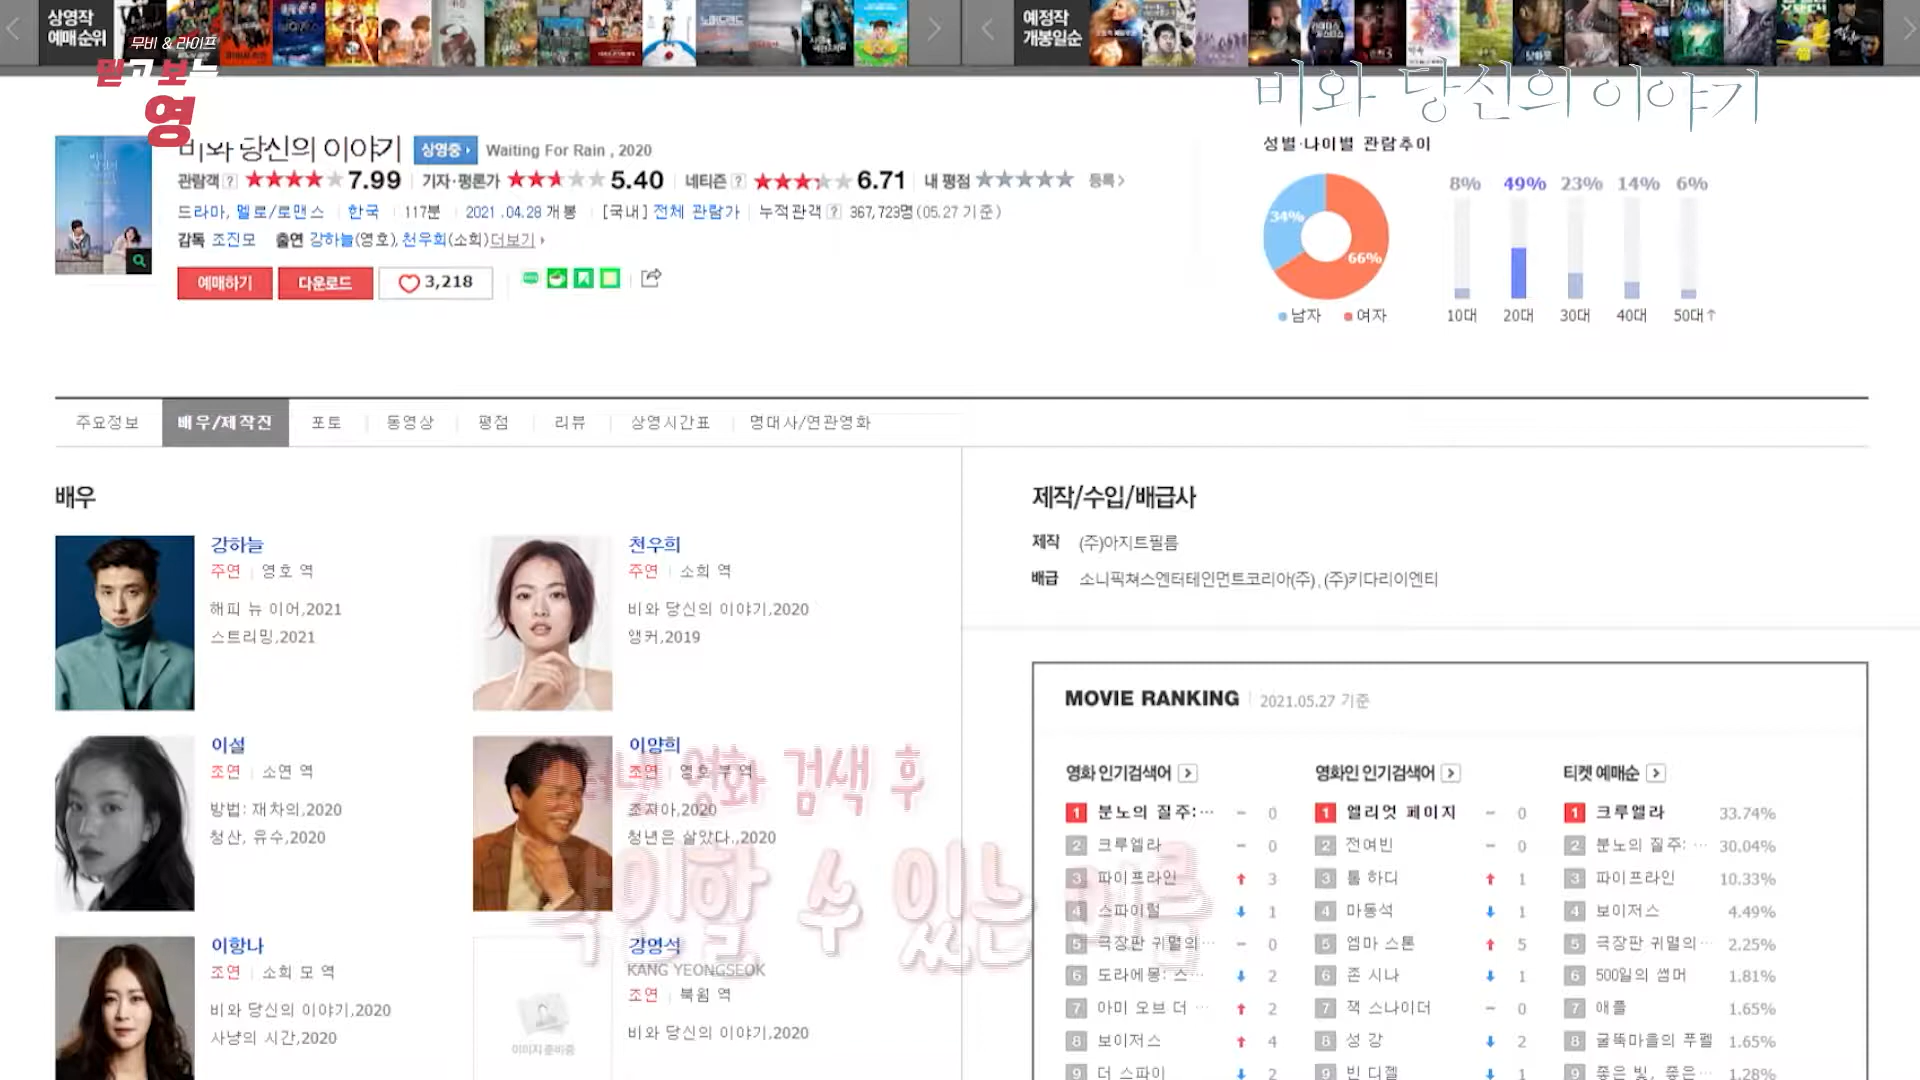 상영작
예매순위
예정작
개봉일순
무비 & 라이프
믿고 보는
영
비와 당신의 이야기
비와 당신의 이야기 상영중 Waiting For Rain , 2020
관람객 ? 7.99 기자·평론가 5.40 네티즌 ? 6.71 내 평점 등록
드라마, 멜로/로맨스 한국 117분 2021 .04.28 개봉 [국내] 전체 관람가 누적관객 ? 367,723명(05.27 기준)
감독 조진모 출연 강하늘(영호), 천우희(소희) 더보기
예매하기 다운로드 3,218
성별·나이별 관람추이
34% 66%
남자 여자
8% 49% 23% 14% 6%
10대 20대 30대 40대 50대↑
주요정보 배우/제작진 포토 동영상 평점 리뷰 상영시간표 명대사/연관영화
배우
강하늘
주연 영호 역
해피 뉴 이어,2021
스트리밍,2021
천우희
주연 소희 역
비와 당신의 이야기,2020
앵커,2019
이설
조연 소연 역
방법: 재차의,2020
청산, 유수,2020
이양희
조연 영호 부 역
조지아,2020
청년은 살았다.,2020
이항나
조연 소희 모 역
비와 당신의 이야기,2020
사냥의 시간,2020
강영석
KANG YEONGSEOK
조연 북웜 역
비와 당신의 이야기,2020
이미지 준비중
영화 검색 후
수 있는 이름
제작/수입/배급사
제작 (주)아지트필름
배급 소니픽쳐스엔터테인먼트코리아(주), (주)키다리이엔티
MOVIE RANKING 2021.05.27 기준
영화 인기검색어
1 분노의 질주:··· - 0
2 크루엘라 - 0
3 파이프라인 ↑ 3
4 스파이럴 ↓ 1
5 극장판 귀멸의··· - 0
6 도라에몽: 스··· ↓ 2
7 아미 오브 더 ··· ↑ 2
8 보이저스 ↑ 4
9 더 스파이 ↓ 2
영화인 인기검색어
1 엘리엇 페이지 - 0
2 전여빈 - 0
3 톰 하디 ↑ 1
4 마동석 ↓ 1
5 엠마 스톤 ↑ 5
6 존 시나 ↓ 1
7 잭 스나이더 - 0
8 성 강 ↓ 2
9 빈 디젤 ↓ 1
티켓 예매순
1 크루엘라 33.74%
2 분노의 질주: ··· 30.04%
3 파이프라인 10.33%
4 보이저스 4.49%
5 극장판 귀멸의··· 2.25%
6 500일의 썸머 1.81%
7 애플 1.65%
8 굴뚝마을의 푸펠 1.65%
9 좋은 빛, 좋은··· 1.28%